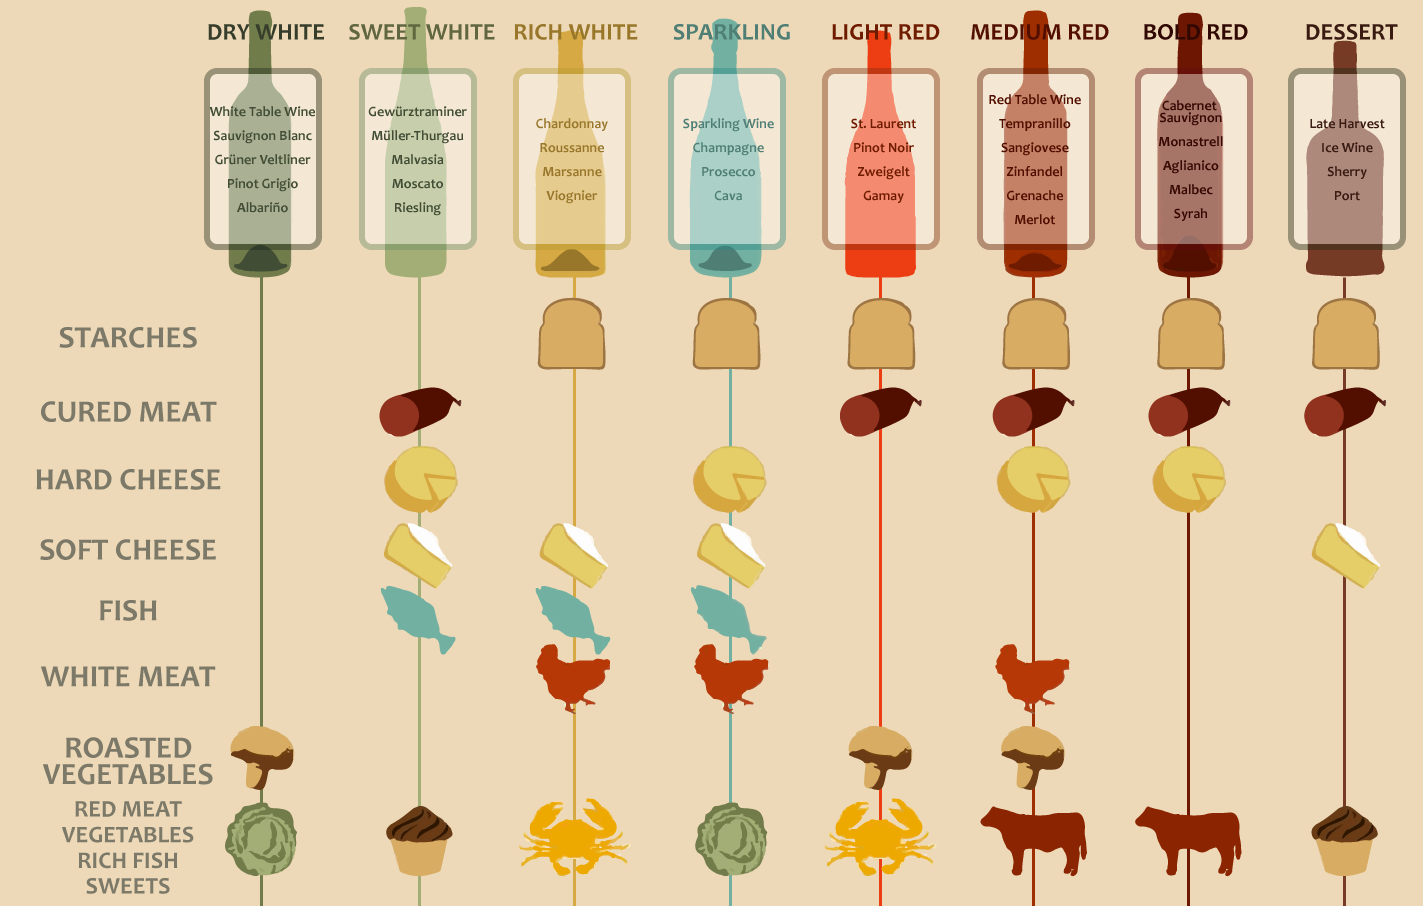 DRY WHITE
SWEET WHITE
RICH WHITE
SPARKLING
LIGHT RED
MEDIUM RED
BOLD RED
DESSERT
White Table Wine
Sauvignon Blanc
Grüner Veltliner
Pinot Grigio
Albariño
Gewürztraminer
Müller-Thurgau
Malvasia
Moscato
Riesling
Chardonnay
Roussanne
Marsanne
Viognier
Sparkling Wine
Champagne
Prosecco
Cava
St. Laurent
Pinot Noir
Zweigelt
Gamay
Red Table Wine
Tempranillo
Sangiovese
Zinfandel
Grenache
Merlot
Cabernet
Sauvignon
Monastrell
Aglianico
Malbec
Syrah
Late Harvest
Ice Wine
Sherry
Port
STARCHES
CURED MEAT
HARD CHEESE
SOFT CHEESE
FISH
WHITE MEAT
ROASTED
VEGETABLES
RED MEAT
VEGETABLES
RICH FISH
SWEETS